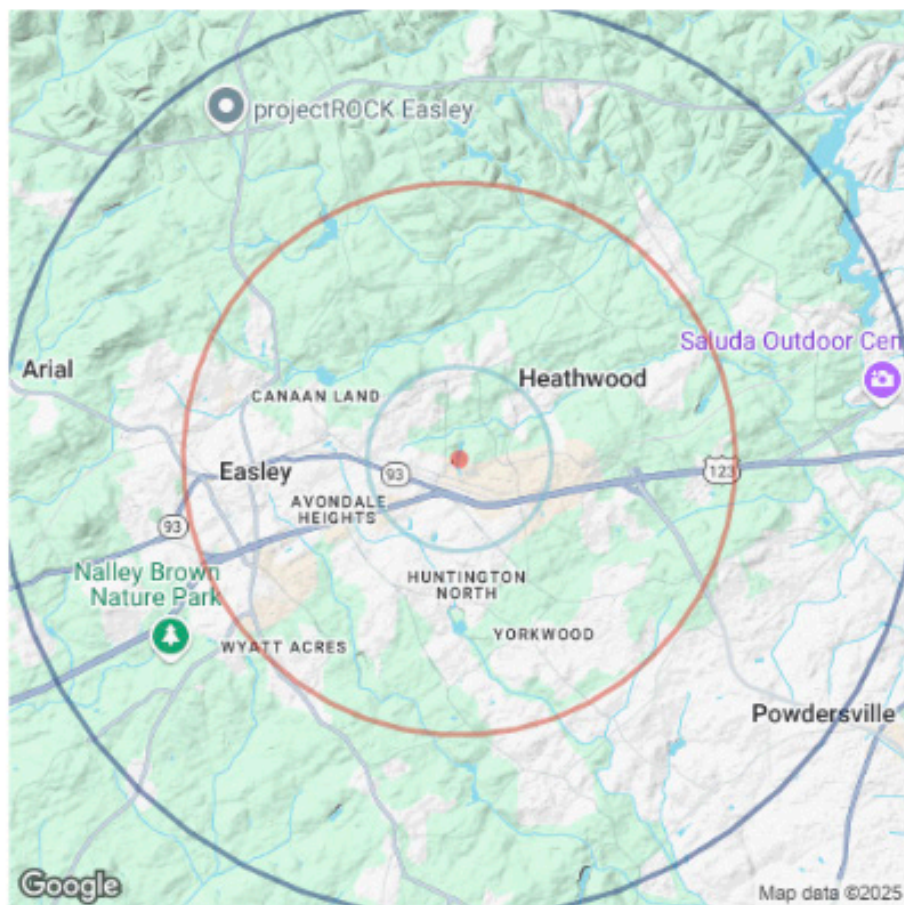 projectROCK Easley
Saluda Outdoor Cen
Arial
Heathwood
CANAAN LAND
Easley
93
123
AVONDALE
HEIGHTS
93
Nalley Brown
Nature Park
HUNTINGTON
NORTH
WYATT ACRES
YORKWOOD
Powdersville
Google
Map data ©2025